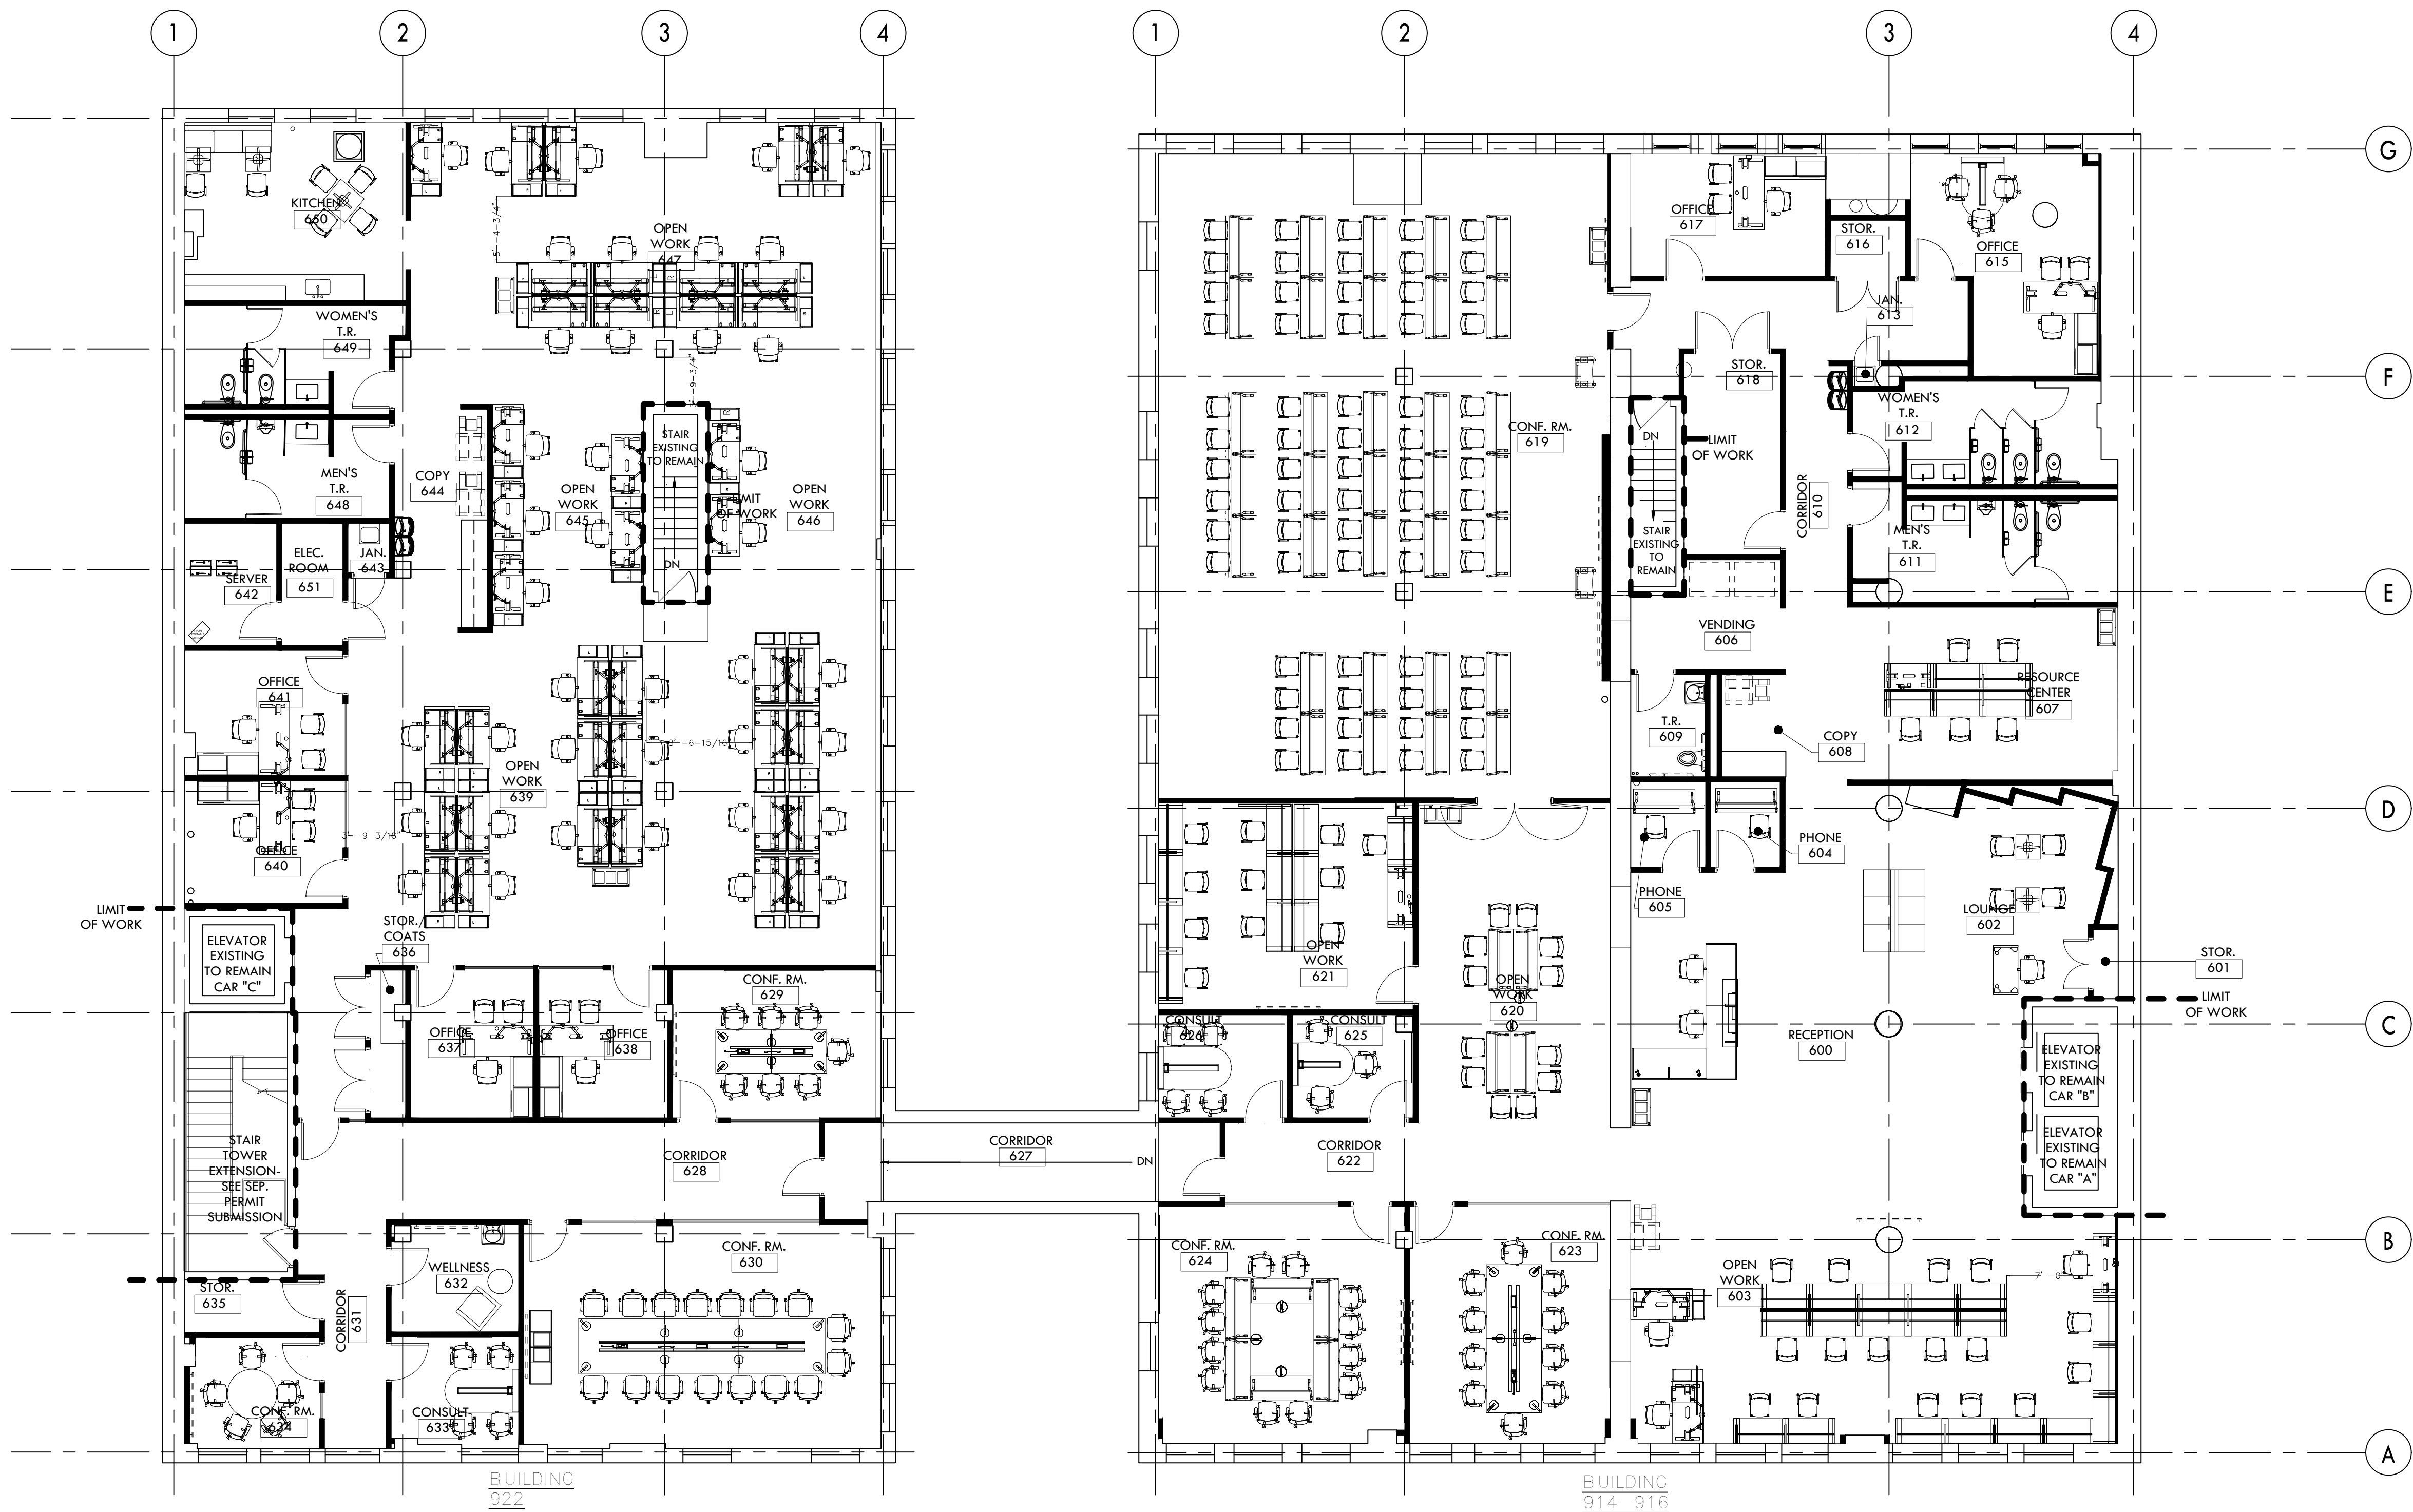 1
2
3
4
1
2
3
4
G
F
E
D
C
B
A
KITCHEN
650
OPEN
WORK
647
5'-4-3/4"
WOMEN'S
T.R.
649
MEN'S
T.R.
648
COPY
644
OPEN
WORK
645
STAIR
EXISTING
TO REMAIN
DN
LIMIT
OF WORK
OPEN
WORK
646
SERVER
642
ELEC.
ROOM
651
JAN.
643
OFFICE
641
OFFICE
640
OPEN
WORK
639
LIMIT
OF WORK
ELEVATOR
EXISTING
TO REMAIN
CAR "C"
STOR./
COATS
636
OFFICE
637
OFFICE
638
CONF. RM.
629
STAIR
TOWER
EXTENSION-
SEE SEP.
PERMIT
SUBMISSION
CORRIDOR
628
CORRIDOR
627
DN
CORRIDOR
622
STOR.
635
CORRIDOR
631
WELLNESS
632
CONF. RM.
630
CONF. RM.
634
CONSULT
633
BUILDING
922
OFFICE
617
STOR.
616
OFFICE
615
JAN.
613
STOR.
618
CONF. RM.
619
DN
LIMIT
OF WORK
STAIR
EXISTING
TO
REMAIN
CORRIDOR
610
WOMEN'S
T.R.
612
MEN'S
T.R.
611
VENDING
606
RESOURCE
CENTER
607
T.R.
609
COPY
608
PHONE
604
PHONE
605
LOUNGE
602
OPEN
WORK
621
OPEN
WORK
620
STOR.
601
LIMIT
OF WORK
CONSULT
626
CONSULT
625
RECEPTION
600
ELEVATOR
EXISTING
TO REMAIN
CAR "B"
ELEVATOR
EXISTING
TO REMAIN
CAR "A"
CONF. RM.
624
CONF. RM.
623
OPEN
WORK
603
BUILDING
914-916